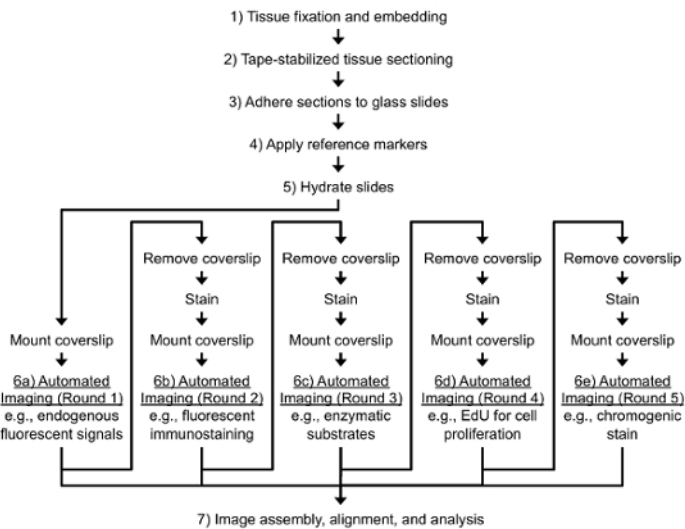 1) Tissue fixation and embedding
2) Tape-stabilized tissue sectioning
3) Adhere sections to glass slides
4) Apply reference markers
5) Hydrate slides
Mount coverslip
6a) Automated
Imaging (Round 1)
e.g., endogenous
fluorescent signals
Remove coverslip
Stain
Mount coverslip
6b) Automated
Imaging (Round 2)
e.g., fluorescent
immunostaining
Remove coverslip
Stain
Mount coverslip
6c) Automated
Imaging (Round 3)
e.g., enzymatic
substrates
Remove coverslip
Stain
Mount coverslip
6d) Automated
Imaging (Round 4)
e.g., EdU for cell
proliferation
Remove coverslip
Stain
Mount coverslip
6e) Automated
Imaging (Round 5)
e.g., chromogenic
stain
7) Image assembly, alignment, and analysis